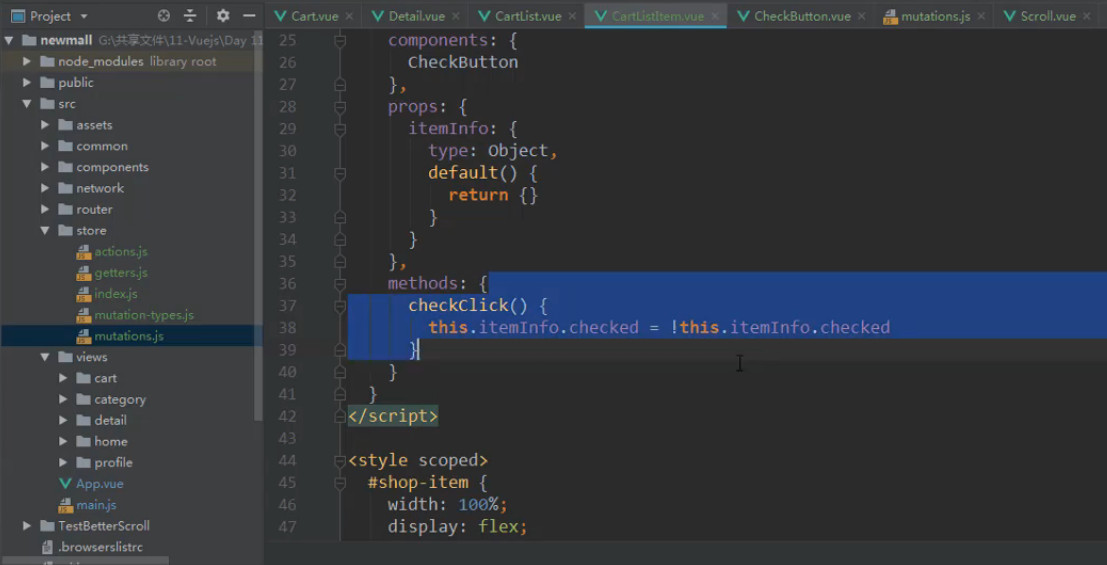 Project
Cart.vue Detail.vue CartList.vue CartListItem.vue CheckButton.vue mutations.js Scroll.vue
newmall G:\共享文件\11-Vuejs\Day 11
node_modules library root
public
src
assets
common
components
network
router
store
actions.js
getters.js
index.js
mutation-types.js
mutations.js
views
cart
category
detail
home
profile
App.vue
main.js
TestBetterScroll
.browserslistrc
25 components: {
26 CheckButton
27 },
28 props: {
29 itemInfo: {
30 type: Object,
31 default() {
32 return {}
33 }
34 }
35 },
36 methods: {
37 checkClick() {
38 this.itemInfo.checked = !this.itemInfo.checked
39 }
40 }
41 }
42 </script>
43
44 <style scoped>
45 #shop-item {
46 width: 100%;
47 display: flex;